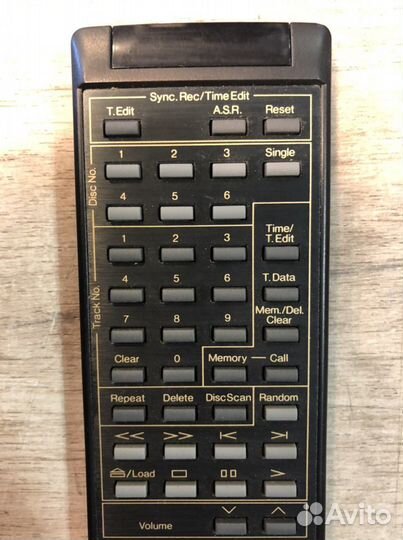 Sync. Rec/Time Edit
T. Edit A.S.R. Reset
Disc No.
1 2 3 Single
4 5 6
Track No.
1 2 3 Time/
T. Edit
4 5 6 T. Data
7 8 9 Mem./Del.
Clear
Clear 0 Memory Call
Repeat Delete Disc Scan Random
<< >> |< >|
/Load >
Volume
Avito